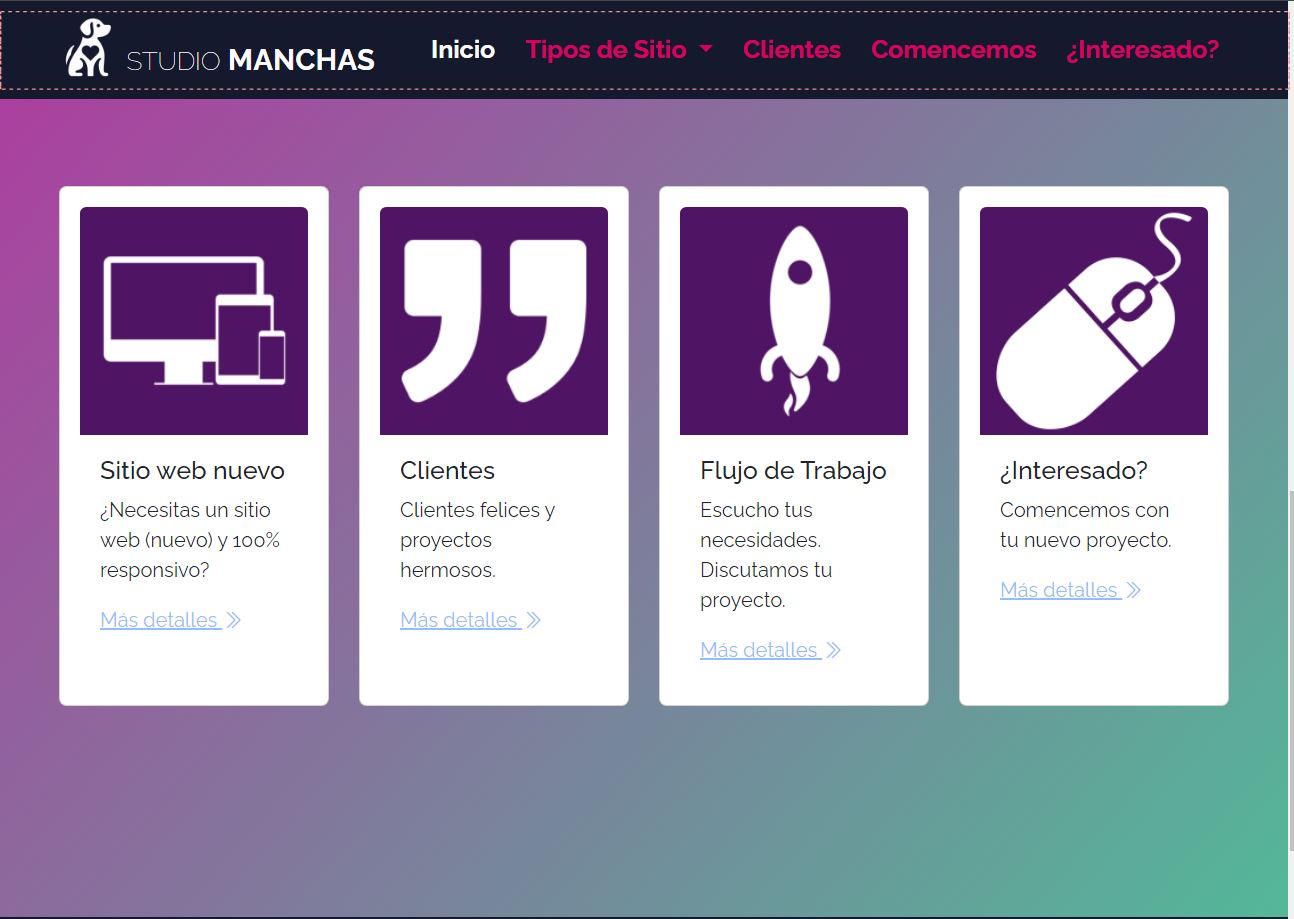 STUDIO MANCHAS
Inicio
Tipos de Sitio
Clientes
Comencemos
¿Interesado?
Sitio web nuevo
¿Necesitas un sitio
web (nuevo) y 100%
responsivo?
Más detalles
Clientes
Clientes felices y
proyectos
hermosos.
Más detalles
Flujo de Trabajo
Escucho tus
necesidades.
Discutamos tu
proyecto.
Más detalles
¿Interesado?
Comencemos con
tu nuevo proyecto.
Más detalles